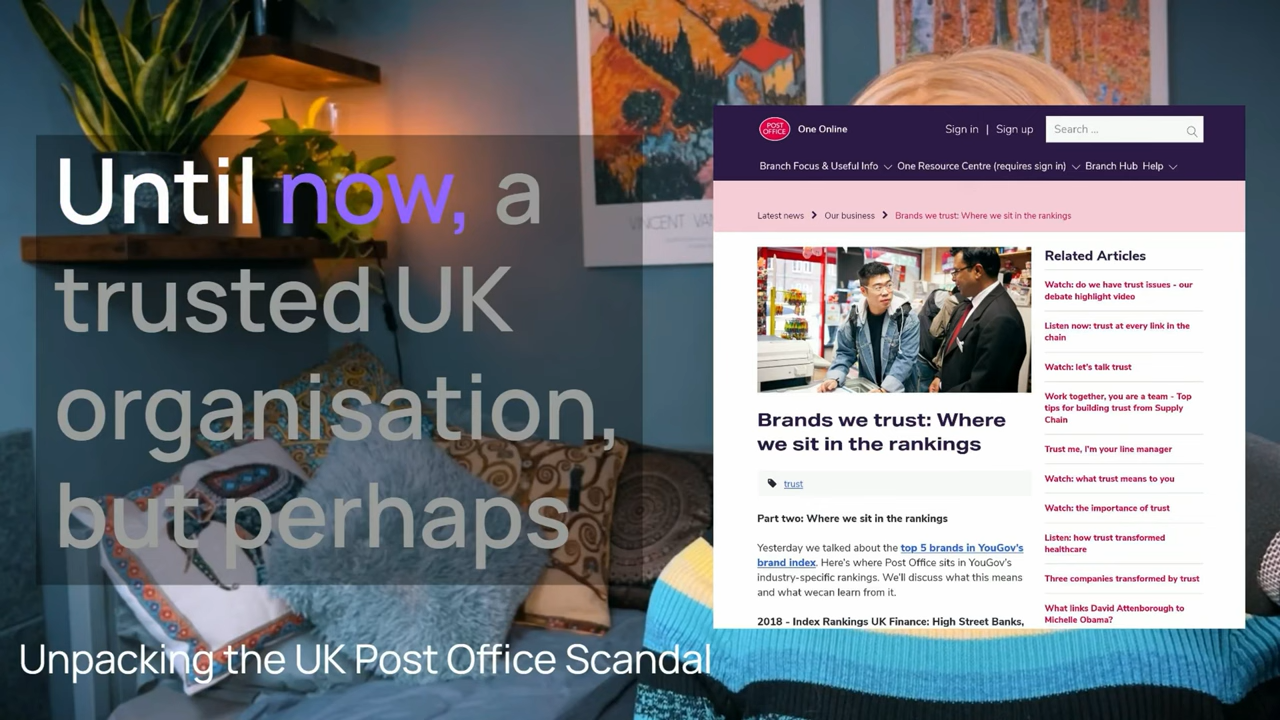 Until now, a
trusted UK
organisation,
but perhaps
Unpacking the UK Post Office Scandal
VINCENT VAN
POST
OFFICE
One Online
Sign in | Sign up
Search ...
Branch Focus & Useful Info
One Resource Centre (requires sign in)
Branch Hub
Help
Latest news
Our business
Brands we trust: Where we sit in the rankings
Brands we trust: Where
we sit in the rankings
trust
Part two: Where we sit in the rankings
Yesterday we talked about the top 5 brands in YouGov's
brand index. Here's where Post Office sits in YouGov's
industry-specific rankings. We'll discuss what this means
and what wecan learn from it.
2018 - Index Rankings UK Finance: High Street Banks,
Related Articles
Watch: do we have trust issues - our
debate highlight video
Listen now: trust at every link in the
chain
Watch: let's talk trust
Work together, you are a team - Top
tips for building trust from Supply
Chain
Trust me, I'm your line manager
Watch: what trust means to you
Watch: the importance of trust
Listen: how trust transformed
healthcare
Three companies transformed by trust
What links David Attenborough to
Michelle Obama?